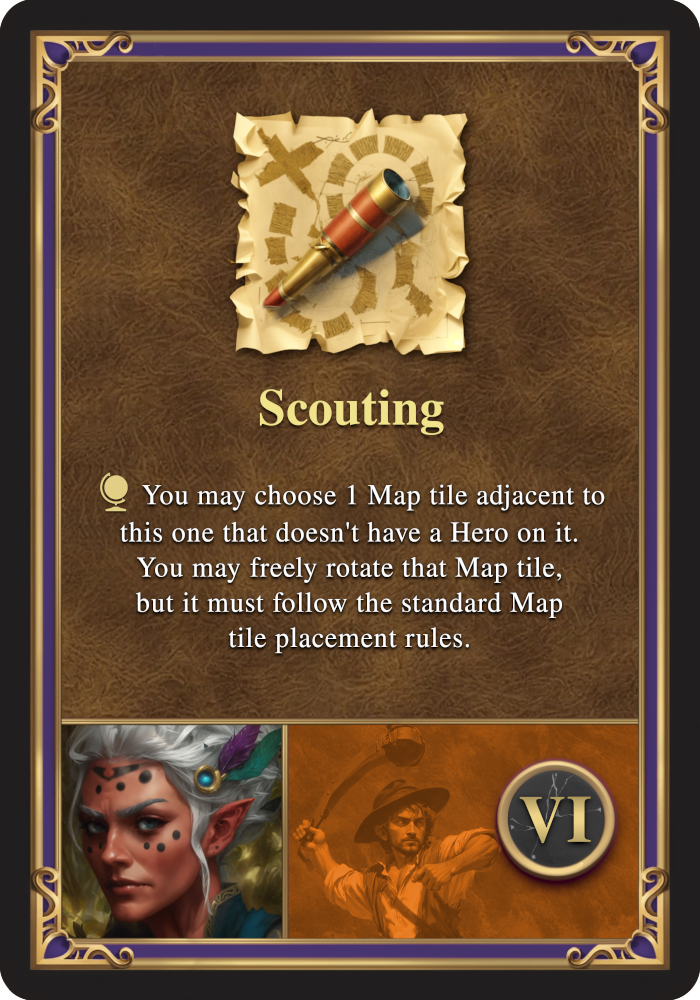 Scouting
You may choose 1 Map tile adjacent to
this one that doesn't have a Hero on it.
You may freely rotate that Map tile,
but it must follow the standard Map
tile placement rules.
VI